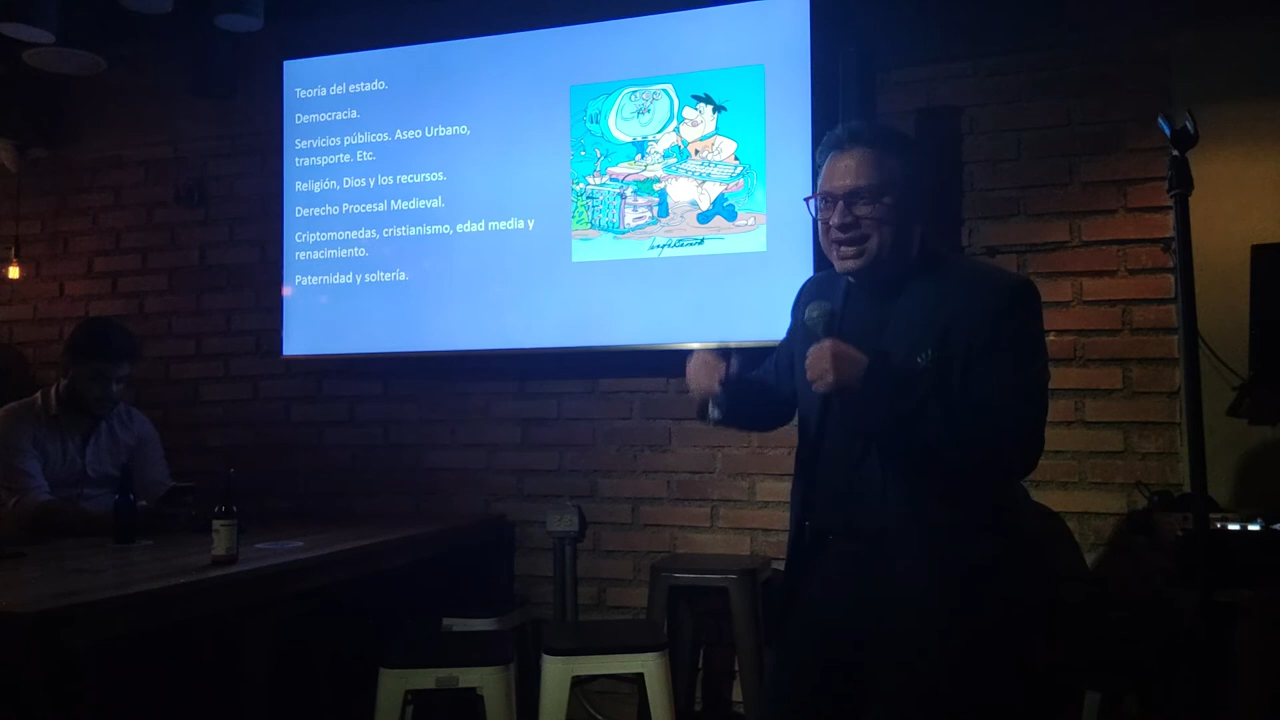 Teoría del estado.
Democracia.
Servicios públicos. Aseo Urbano,
transporte. Etc.
Religión, Dios y los recursos.
Derecho Procesal Medieval.
Criptomonedas, cristianismo, edad media y
renacimiento.
Paternidad y soltería.